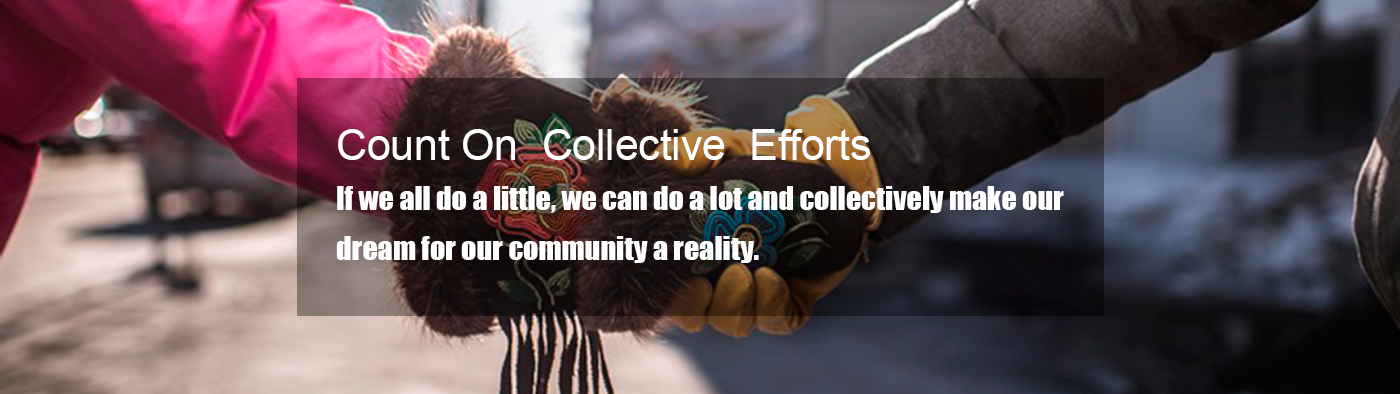 Count On Collective Efforts
If we all do a little, we can do a lot and collectively make our
dream for our community a reality.